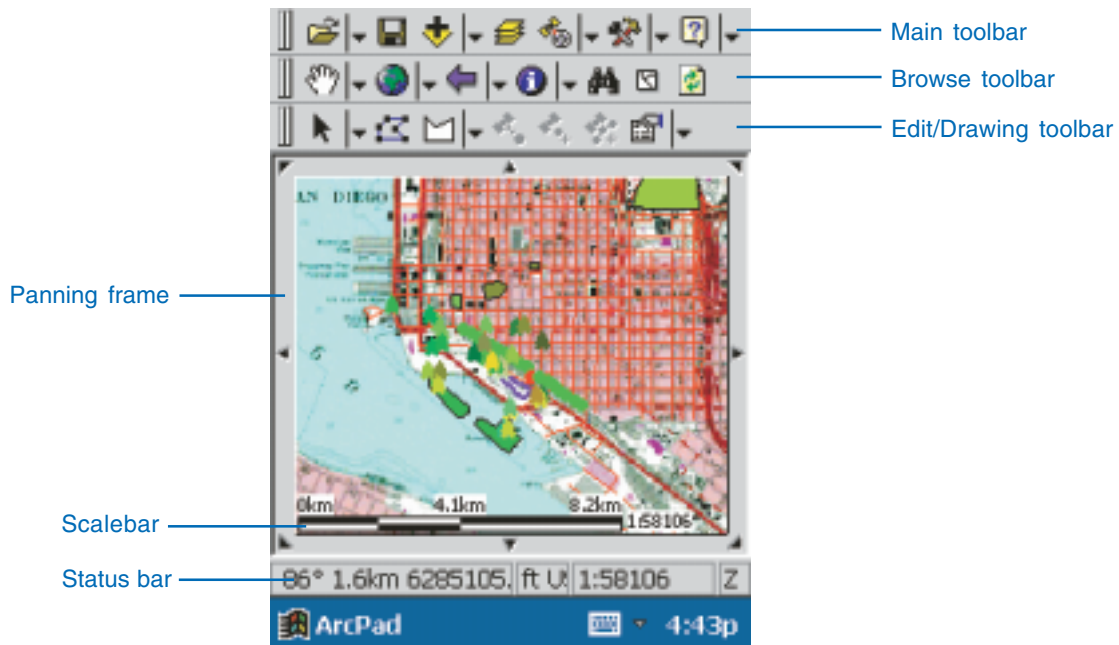 Main toolbar
Browse toolbar
Edit/Drawing toolbar
AN DIEGO
Panning frame
0km 4.1km 8.2km
1:58106
Scalebar
Status bar
86° 1.6km 6285105. ft U 1:58106 Z
ArcPad 4:43p